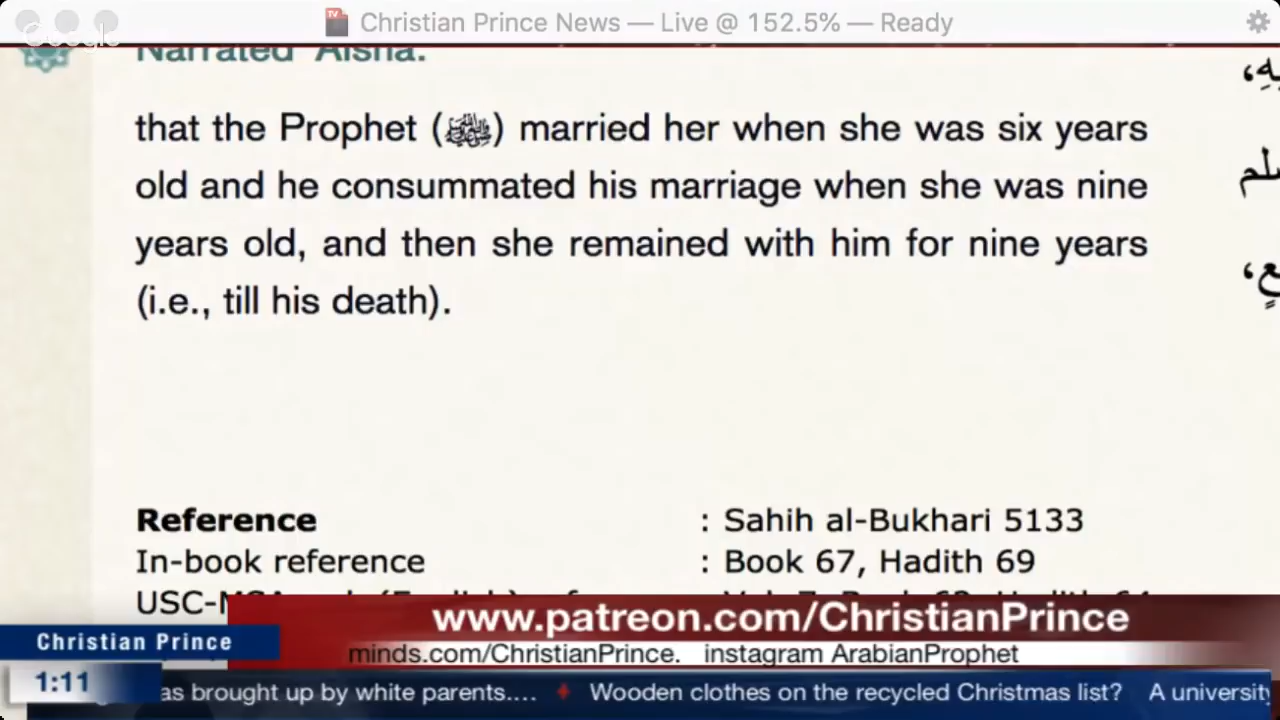 Christian Prince News — Live @ 152.5% — Ready
Google
Narrated Aisha:
that the Prophet (ﷺ) married her when she was six years
old and he consummated his marriage when she was nine
years old, and then she remained with him for nine years
(i.e., till his death).
Reference : Sahih al-Bukhari 5133
In-book reference : Book 67, Hadith 69
www.patreon.com/ChristianPrince
Christian Prince
minds.com/ChristianPrince. instagram ArabianProphet
1:11
as brought up by white parents.... Wooden clothes on the recycled Christmas list? A university